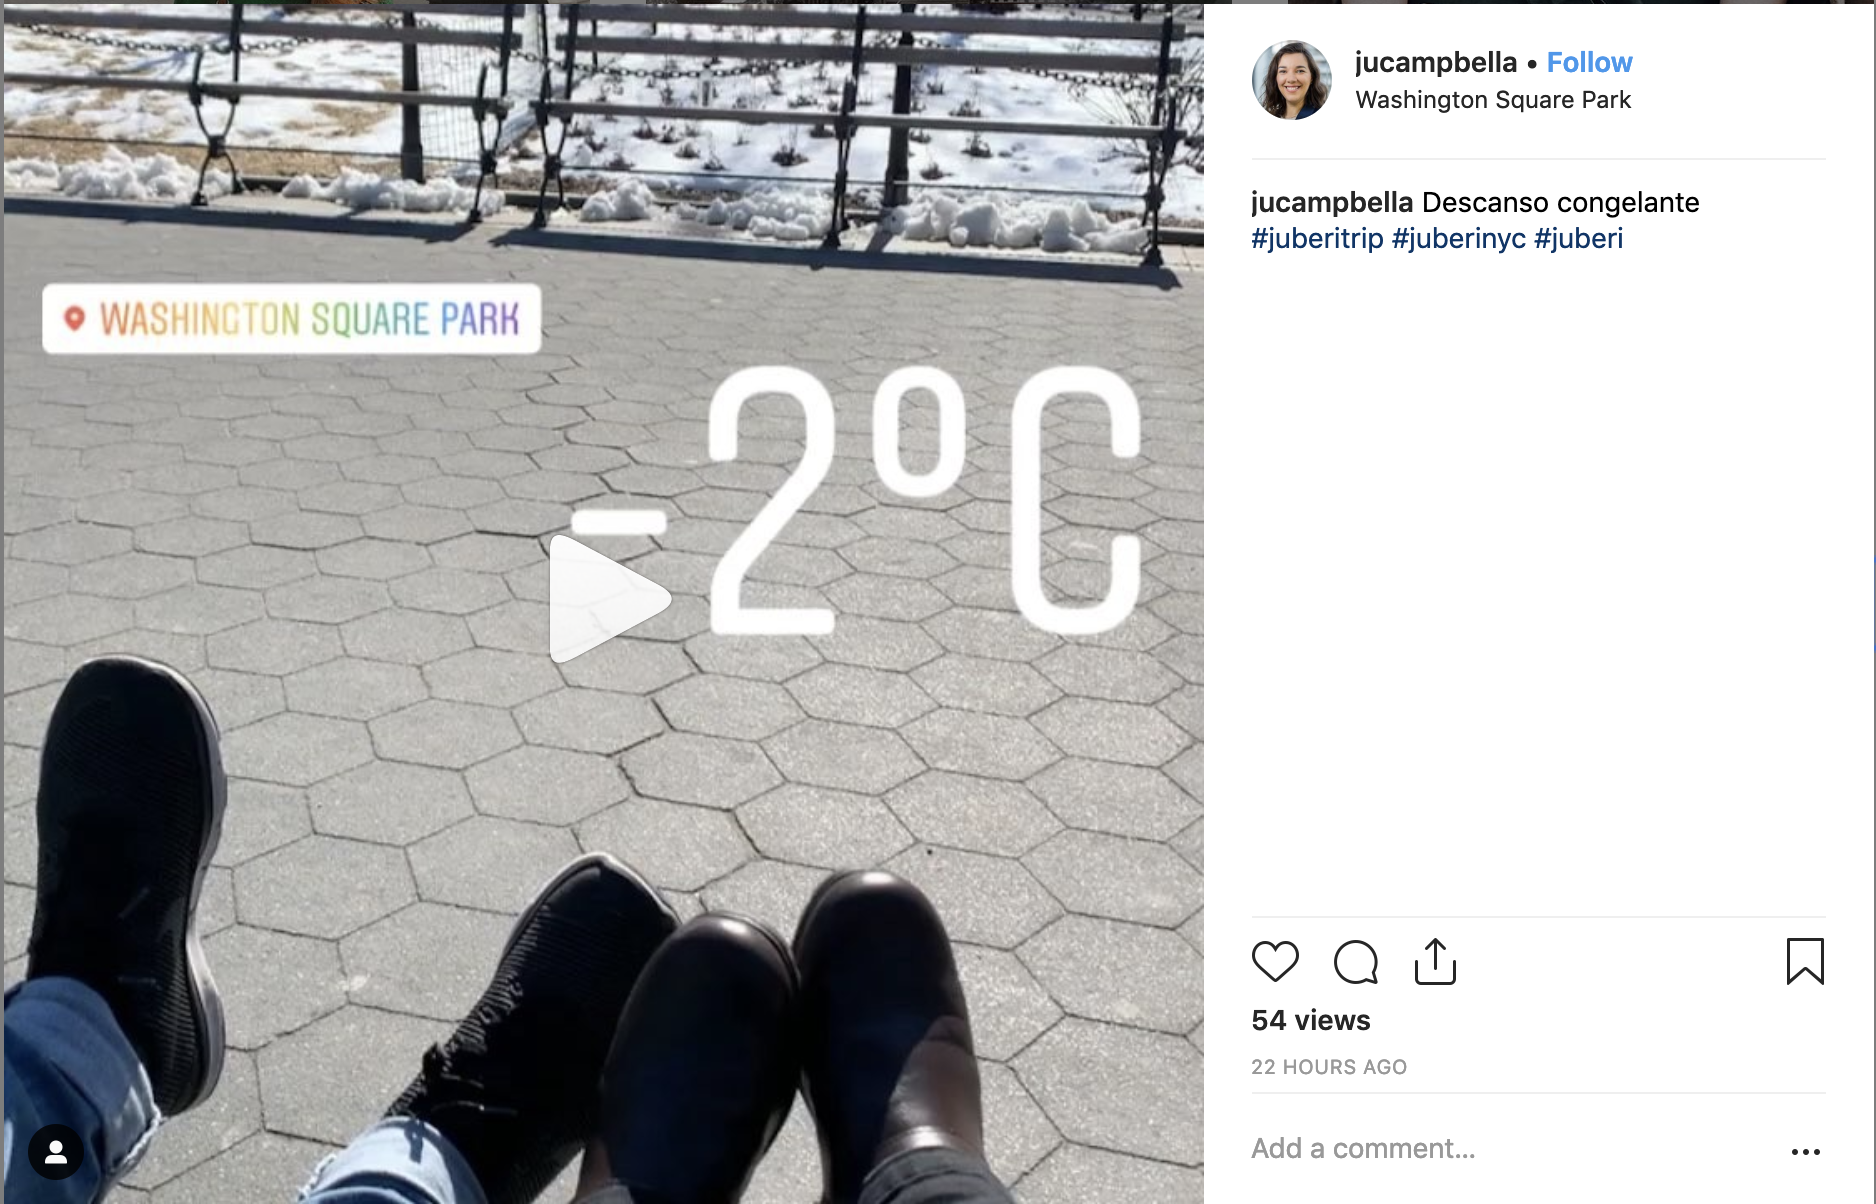 WASHINGTON SQUARE PARK
-2ºC
jucampbella • Follow
Washington Square Park
jucampbella Descanso congelante
#juberitrip #juberinyc #juberi
54 views
22 HOURS AGO
Add a comment...